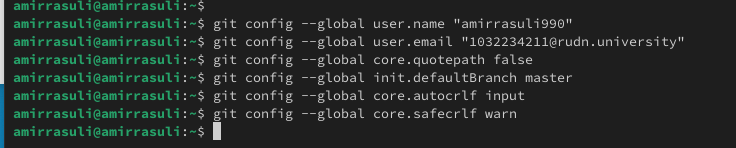 amirrasuli@amirrasuli:~$
amirrasuli@amirrasuli:~$ git config --global user.name "amirrasuli990"
amirrasuli@amirrasuli:~$ git config --global user.email "1032234211@rudn.university"
amirrasuli@amirrasuli:~$ git config --global core.quotepath false
amirrasuli@amirrasuli:~$ git config --global init.defaultBranch master
amirrasuli@amirrasuli:~$ git config --global core.autocrlf input
amirrasuli@amirrasuli:~$ git config --global core.safecrlf warn
amirrasuli@amirrasuli:~$